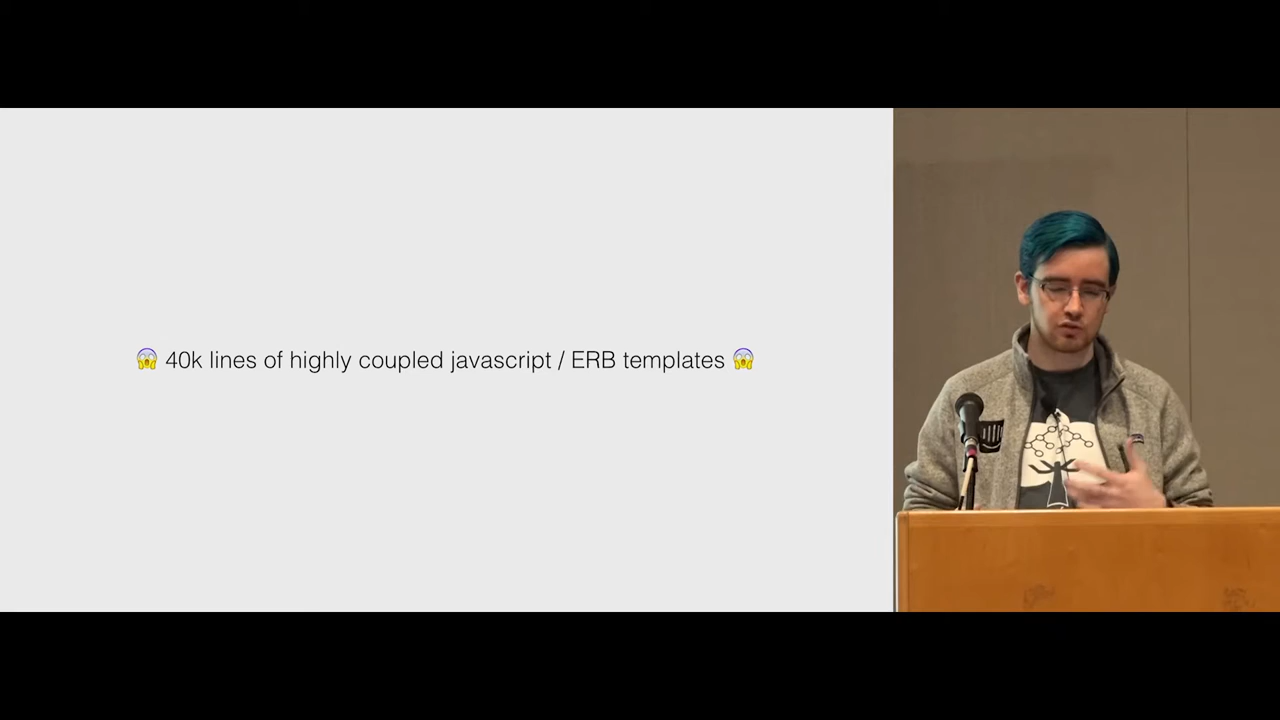 😱 40k lines of highly coupled javascript / ERB templates 😱